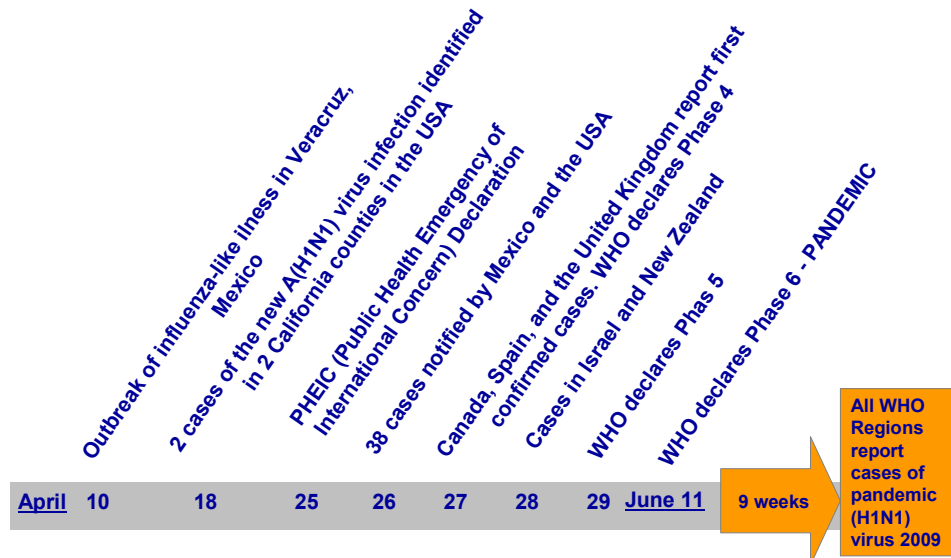 Outbreak of influenza-like ilness in Veracruz,
Mexico
2 cases of the new A(H1N1) virus infection identified
in 2 California counties in the USA
PHEIC (Public Health Emergency of
International Concern) Declaration
38 cases notified by Mexico and the USA
Canada, Spain, and the United Kingdom report first
confirmed cases. WHO declares Phase 4
Cases in Israel and New Zealand
WHO declares Phas 5
WHO declares Phase 6 - PANDEMIC
April 10 18 25 26 27 28 29 June 11
9 weeks
All WHO
Regions
report
cases of
pandemic
(H1N1)
virus 2009